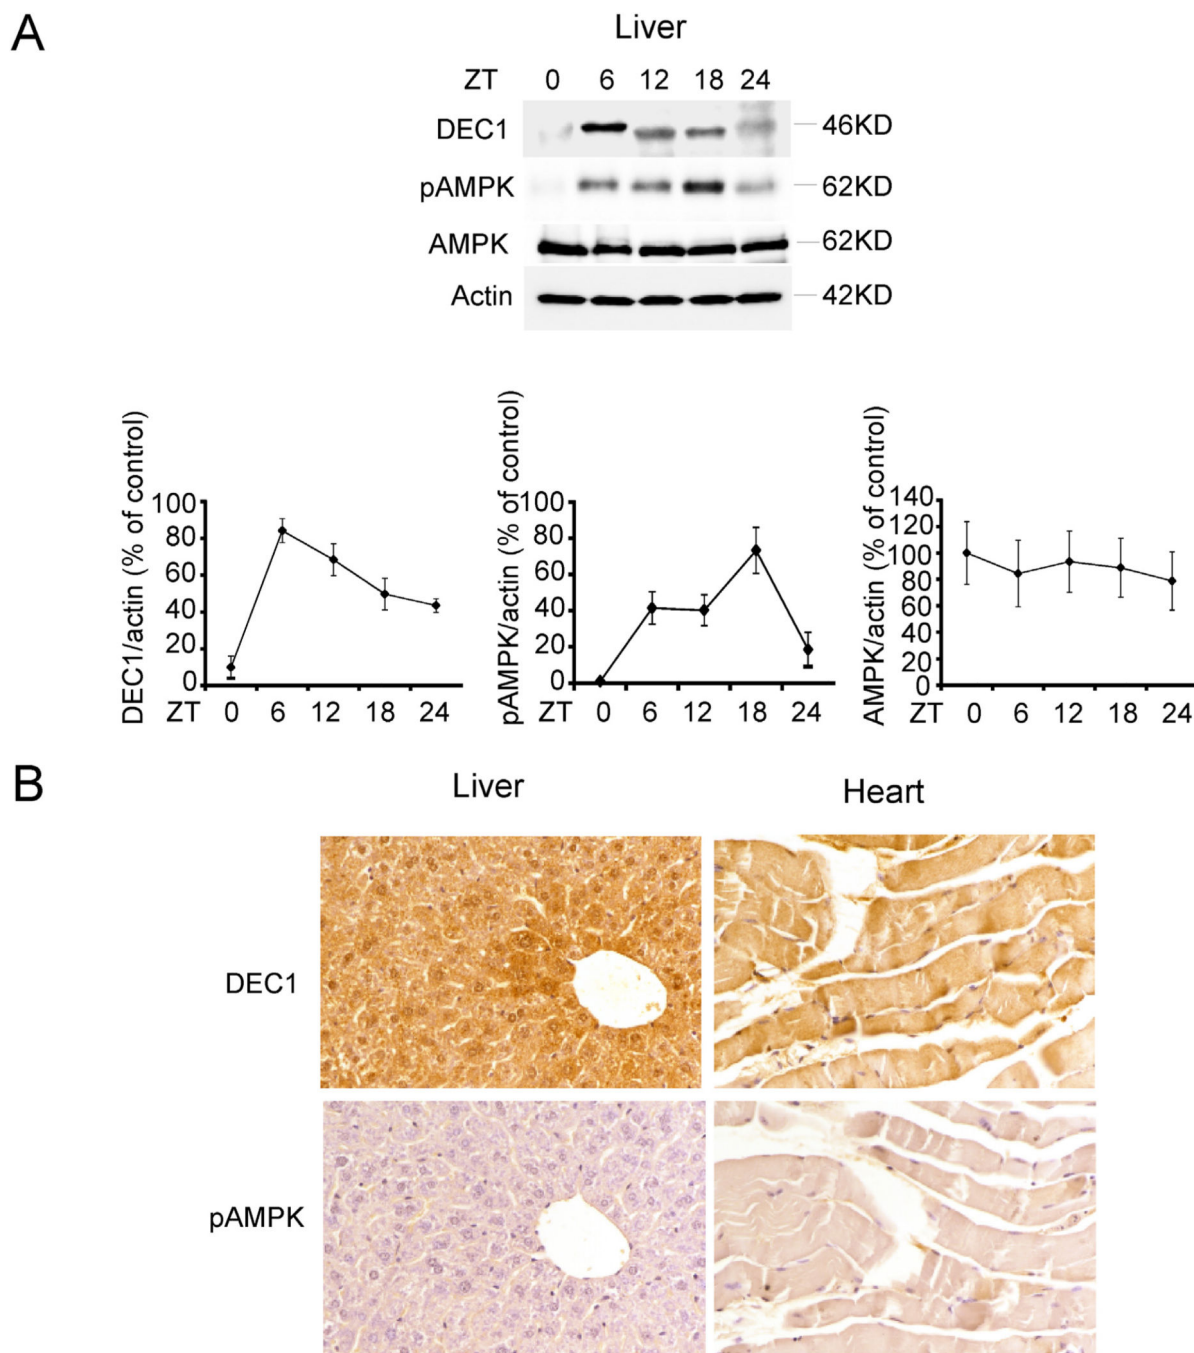 A
Liver
ZT 0 6 12 18 24
DEC1 46KD
pAMPK 62KD
AMPK 62KD
Actin 42KD
DEC1/actin (% of control)
100
80
60
40
20
0
ZT 0 6 12 18 24
pAMPK/actin (% of control)
100
80
60
40
20
0
ZT 0 6 12 18 24
AMPK/actin (% of control)
140
120
100
80
60
40
20
0
ZT 0 6 12 18 24
B
Liver Heart
DEC1
pAMPK